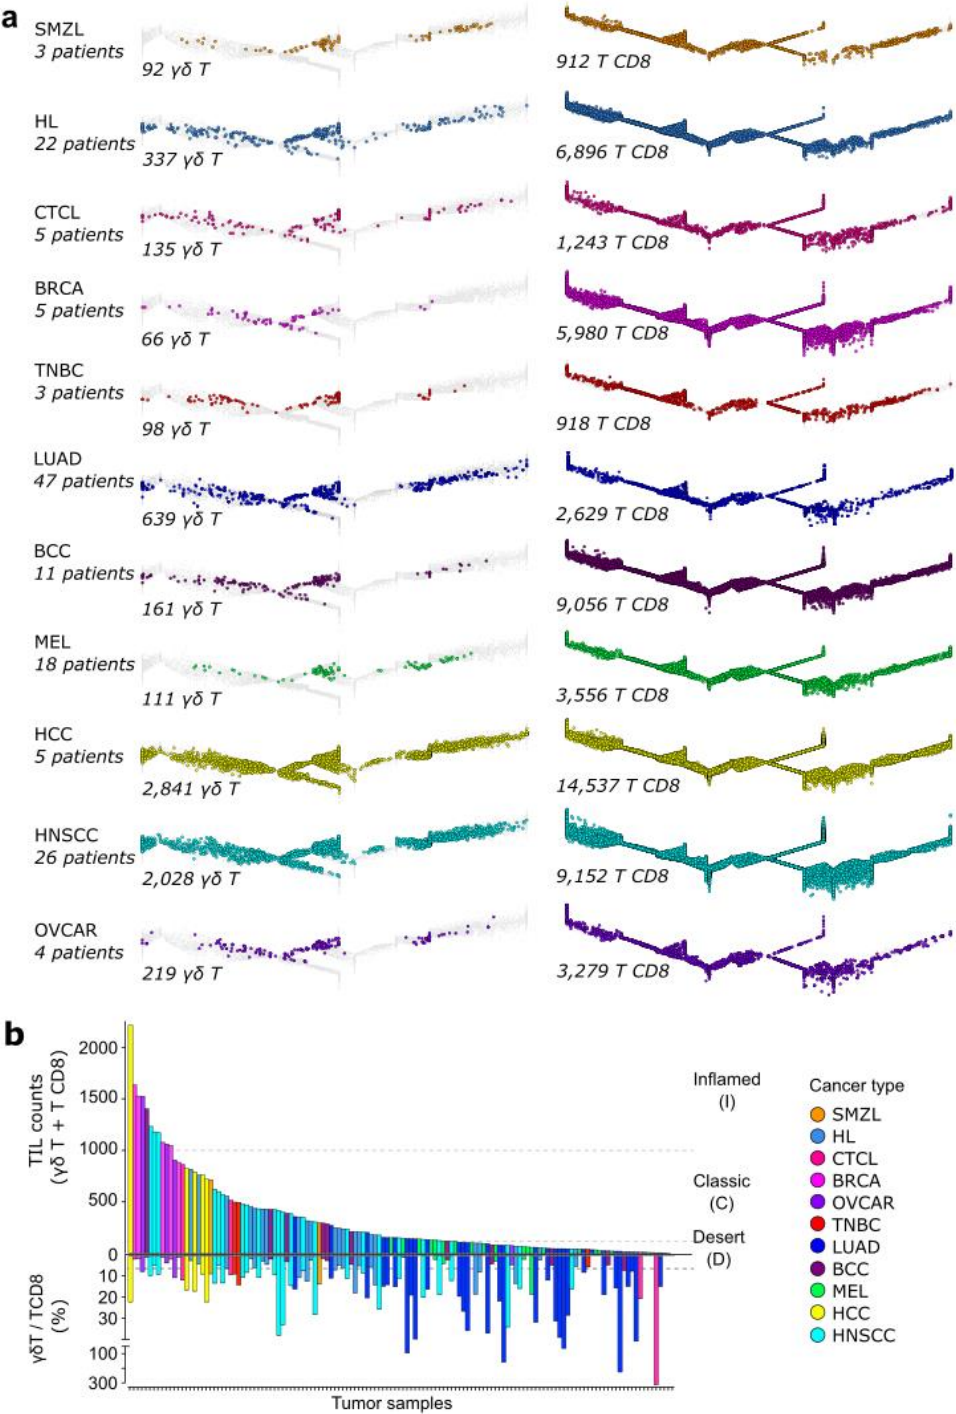 a
SMZL
3 patients
92 γδ T
912 T CD8
HL
22 patients
337 γδ T
6,896 T CD8
CTCL
5 patients
135 γδ T
1,243 T CD8
BRCA
5 patients
66 γδ T
5,980 T CD8
TNBC
3 patients
98 γδ T
918 T CD8
LUAD
47 patients
639 γδ T
2,629 T CD8
BCC
11 patients
161 γδ T
9,056 T CD8
MEL
18 patients
111 γδ T
3,556 T CD8
HCC
5 patients
2,841 γδ T
14,537 T CD8
HNSCC
26 patients
2,028 γδ T
9,152 T CD8
OVCAR
4 patients
219 γδ T
3,279 T CD8
b
TIL counts
(γδ T + T CD8)
2000
1500
1000
500
0
γδT / TCD8
(%)
10
20
30
100
300
Tumor samples
Inflamed
(I)
Classic
(C)
Desert
(D)
Cancer type
SMZL
HL
CTCL
BRCA
OVCAR
TNBC
LUAD
BCC
MEL
HCC
HNSCC